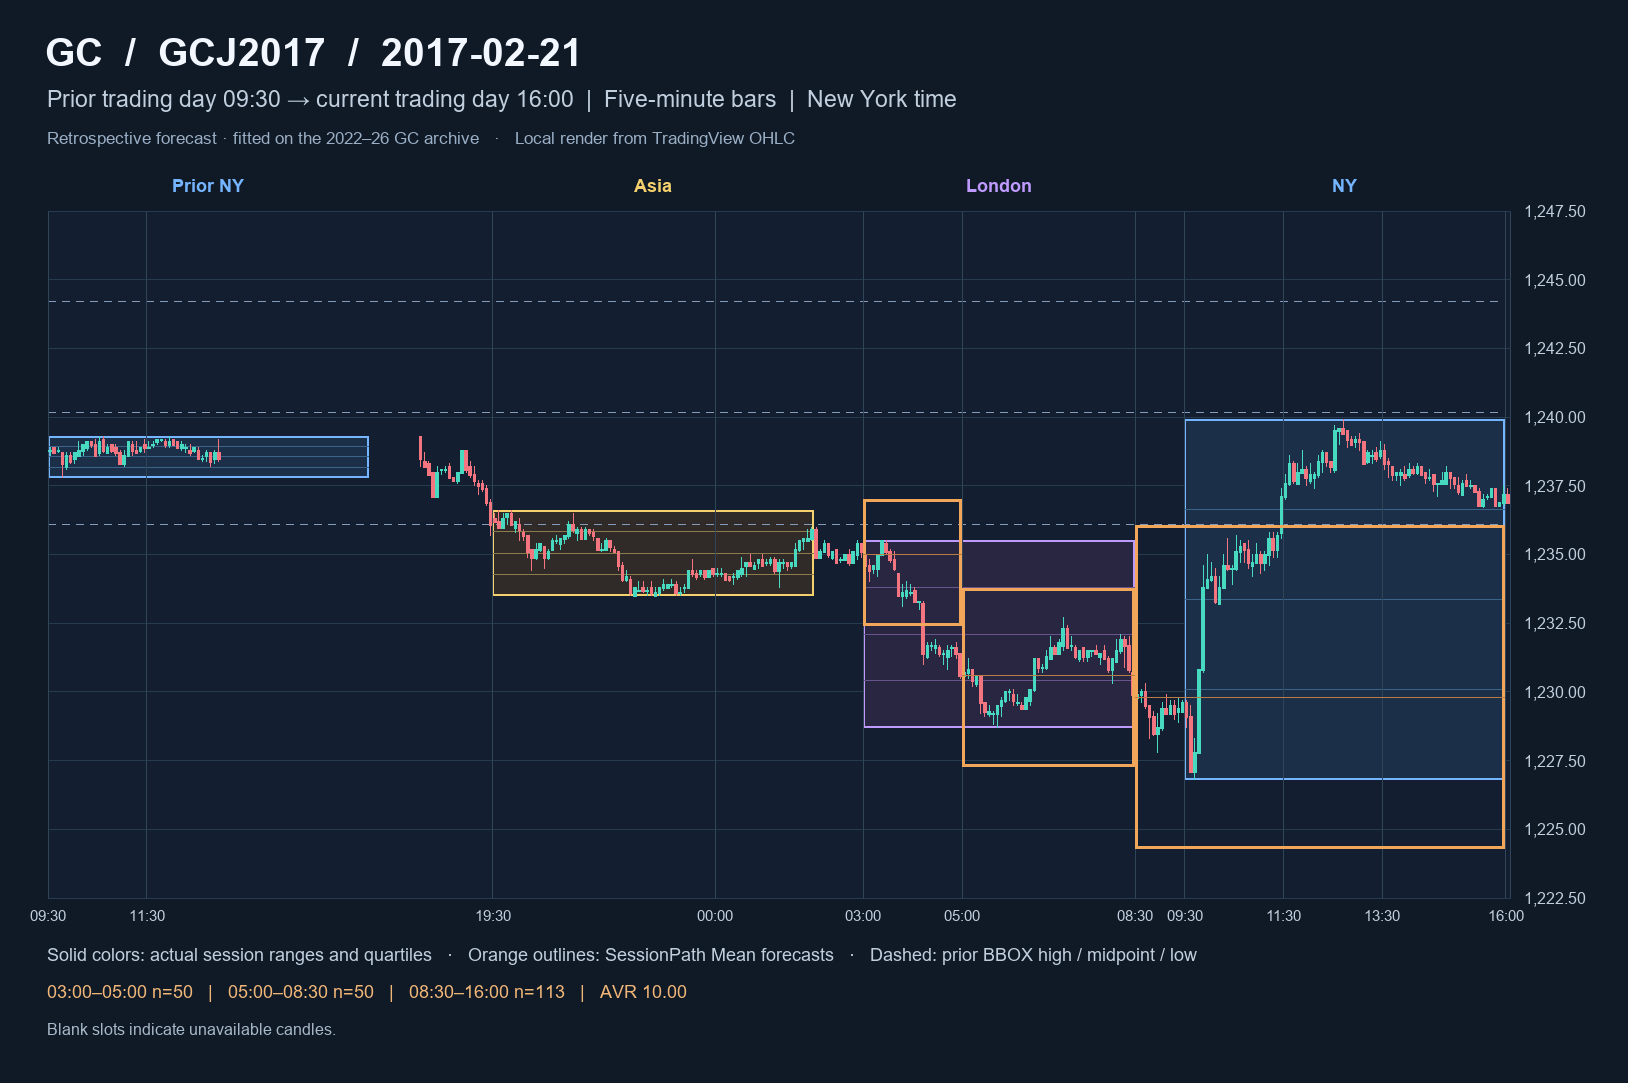 GC / GCJ2017 / 2017-02-21
Prior trading day 09:30 → current trading day 16:00 | Five-minute bars | New York time
Retrospective forecast · fitted on the 2022–26 GC archive · Local render from TradingView OHLC
Prior NY Asia London NY
1,247.50
1,245.00
1,242.50
1,240.00
1,237.50
1,235.00
1,232.50
1,230.00
1,227.50
1,225.00
1,222.50
09:30 11:30 19:30 00:00 03:00 05:00 08:30 09:30 11:30 13:30 16:00
Solid colors: actual session ranges and quartiles · Orange outlines: SessionPath Mean forecasts · Dashed: prior BBOX high / midpoint / low
03:00–05:00 n=50 | 05:00–08:30 n=50 | 08:30–16:00 n=113 | AVR 10.00
Blank slots indicate unavailable candles.